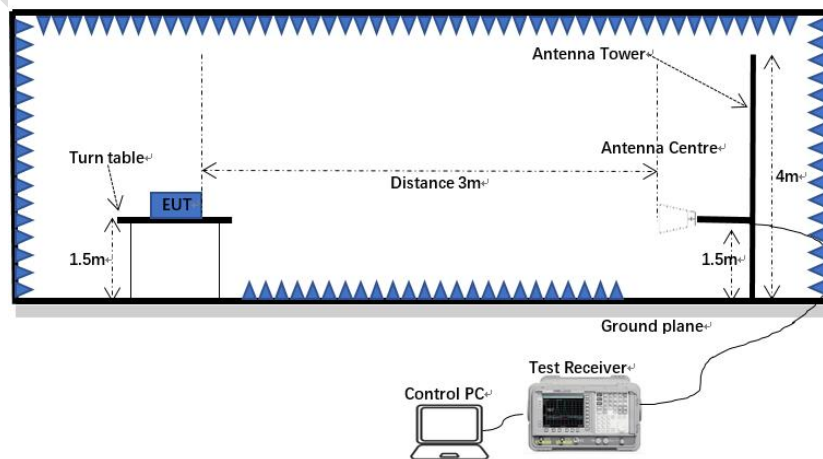 Antenna Tower
Turn table
Antenna Centre
Distance 3m
4m
EUT
1.5m
1.5m
Ground plane
Test Receiver
Control PC